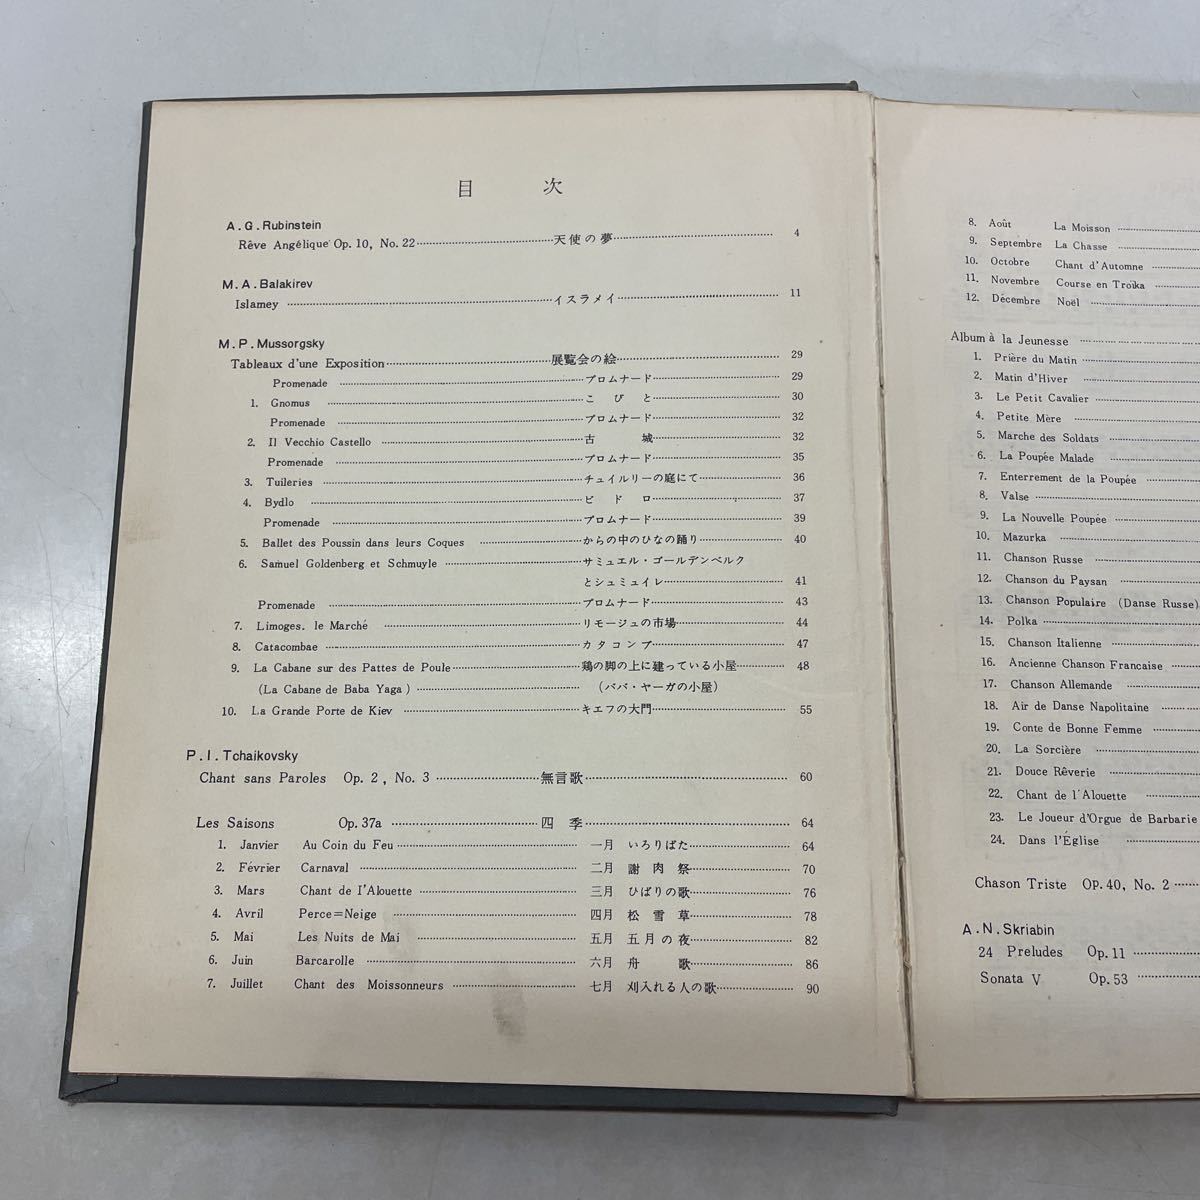 目 次
A.G.Rubinstein
Rêve Angélique Op. 10, No. 22 天使の夢 4
M.A.Balakirev
Islamey イスラメイ 11
M.P.Mussorgsky
Tableaux d'une Exposition 展覧会の絵 29
Promenade プロムナード 29
1. Gnomus こびと 30
Promenade プロムナード 32
2. Il Vecchio Castello 古城 32
Promenade プロムナード 35
3. Tuileries チュイルリーの庭にて 36
4. Bydlo ビドロ 37
Promenade プロムナード 39
5. Ballet des Poussin dans leurs Coques からの中のひなの踊り 40
6. Samuel Goldenberg et Schmuyle サミュエル・ゴールデンベルク
とシュミュイレ 41
Promenade プロムナード 43
7. Limoges. le Marché リモージュの市場 44
8. Catacombae カタコンブ 47
9. La Cabane sur des Pattes de Poule 鶏の脚の上に建っている小屋 48
(La Cabane de Baba Yaga) (ババ・ヤーガの小屋)
10. La Grande Porte de Kiev キエフの大門 55
P.I.Tchaikovsky
Chant sans Paroles Op. 2, No. 3 無言歌 60
Les Saisons Op. 37a 四季 64
1. Janvier Au Coin du Feu 一月 いろりばた 64
2. Février Carnaval 二月 謝肉祭 70
3. Mars Chant de I'Alouette 三月 ひばりの歌 76
4. Avril Perce=Neige 四月 松雪草 78
5. Mai Les Nuits de Mai 五月 五月の夜 82
6. Juin Barcarolle 六月 舟歌 86
7. Juillet Chant des Moissonneurs 七月 刈入れる人の歌 90
8. Août La Moisson
9. Septembre La Chasse
10. Octobre Chant d'Automne
11. Novembre Course en Troïka
12. Décembre Noël
Album à la Jeunesse
1. Prière du Matin
2. Matin d'Hiver
3. Le Petit Cavalier
4. Petite Mère
5. Marche des Soldats
6. La Poupée Malade
7. Enterrement de la Poupée
8. Valse
9. La Nouvelle Poupée
10. Mazurka
11. Chanson Russe
12. Chanson du Paysan
13. Chanson Populaire (Danse Russe)
14. Polka
15. Chanson Italienne
16. Ancienne Chanson Francaise
17. Chanson Allemande
18. Air de Danse Napolitaine
19. Conte de Bonne Femme
20. La Sorcière
21. Douce Rêverie
22. Chant de l'Alouette
23. Le Joueur d'Orgue de Barbarie
24. Dans l'Église
Chason Triste OP. 40, No. 2
A.N.Skriabin
24 Preludes Op. 11
Sonata V Op. 53